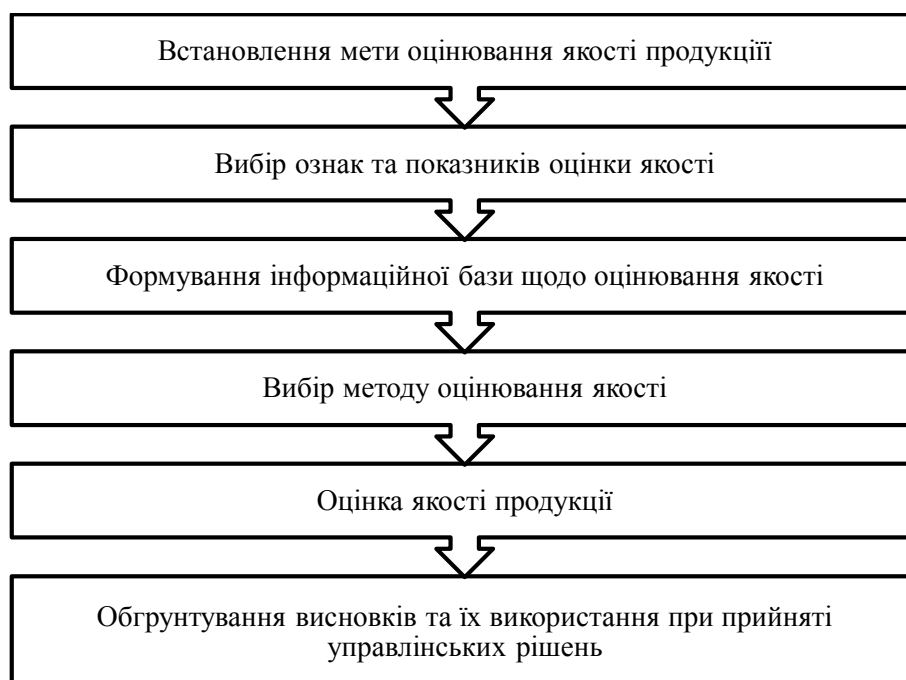 Встановлення мети оцінювання якості продукціїї
Вибір ознак та показників оцінки якості
Формування інформаційної бази щодо оцінювання якості
Вибір методу оцінювання якості
Оцінка якості продукції
Обгрунтування висновків та їх використання при прийняті
управлінських рішень